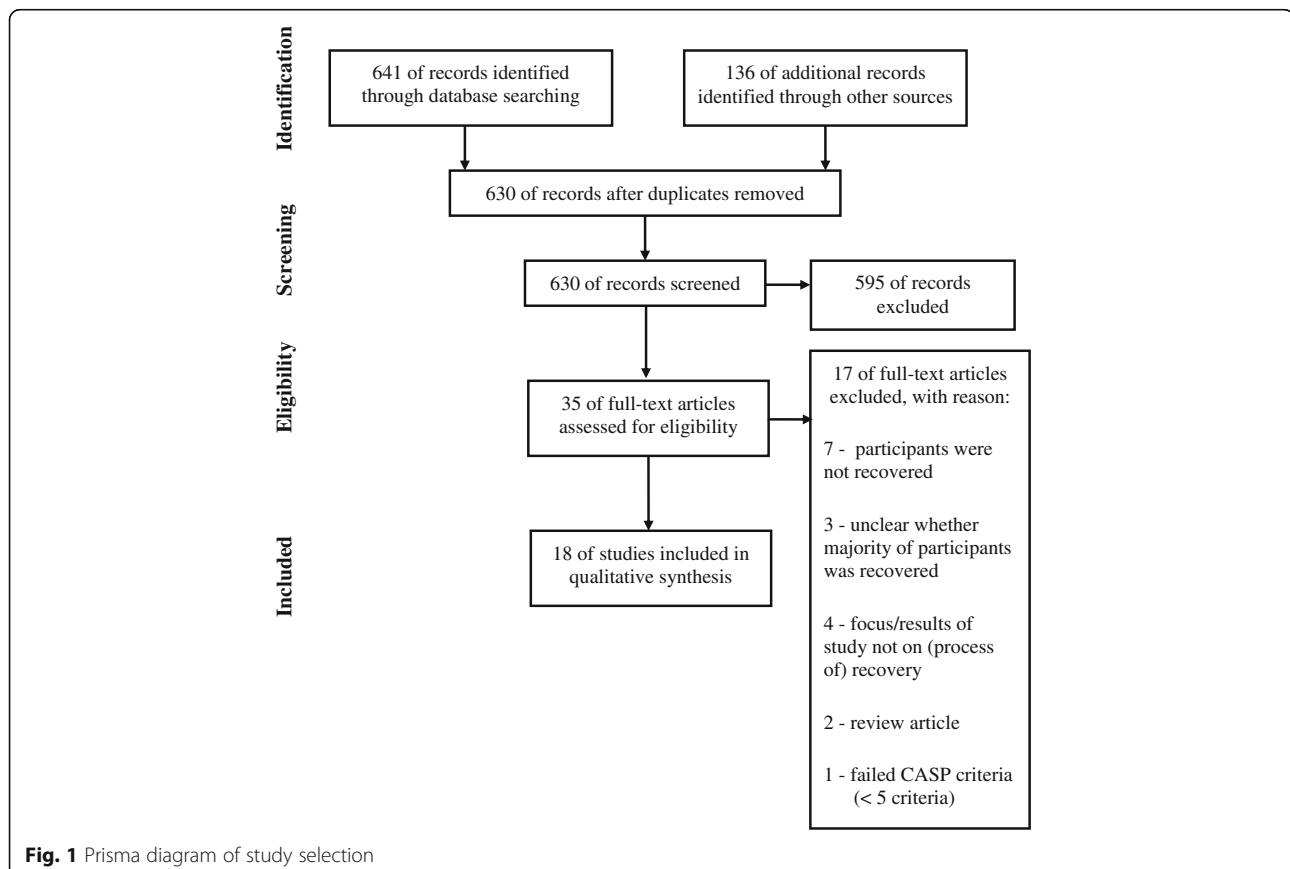 Identification
641 of records identified
through database searching
136 of additional records
identified through other sources
630 of records after duplicates removed
Screening
630 of records screened
595 of records
excluded
Eligibility
35 of full-text articles
assessed for eligibility
17 of full-text articles
excluded, with reason:
7 - participants were
not recovered
3 - unclear whether
majority of participants
was recovered
4 - focus/results of
study not on (process
of) recovery
2 - review article
1 - failed CASP criteria
(< 5 criteria)
Included
18 of studies included in
qualitative synthesis
Fig. 1 Prisma diagram of study selection